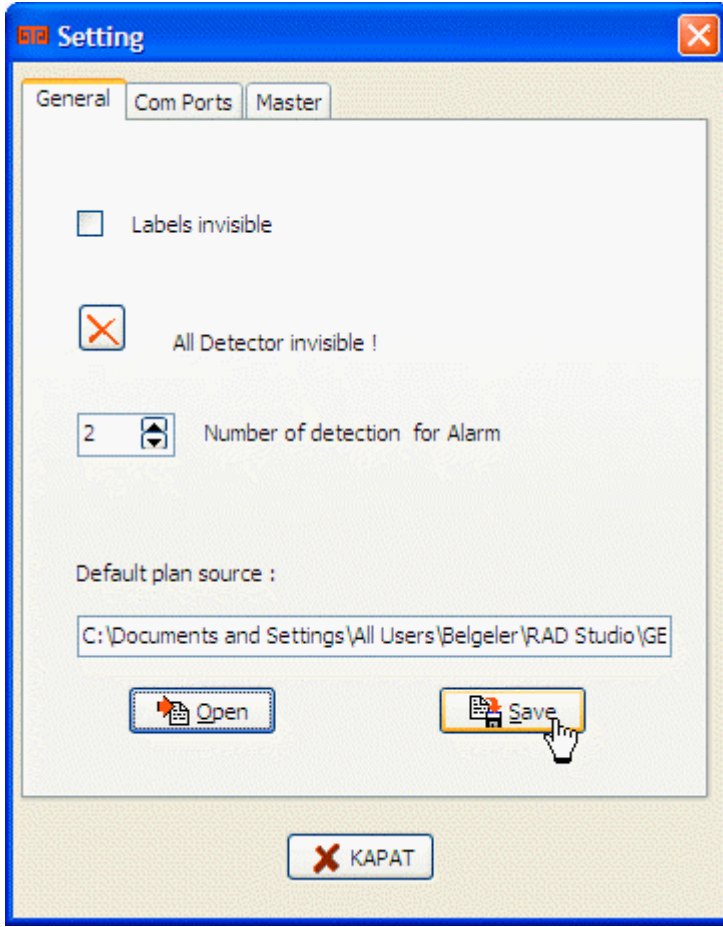 Setting
General Com Ports Master
Labels invisible
All Detector invisible !
2 Number of detection for Alarm
Default plan source :
C:\Documents and Settings\All Users\Belgeler\RAD Studio\GE
Open Save
KAPAT